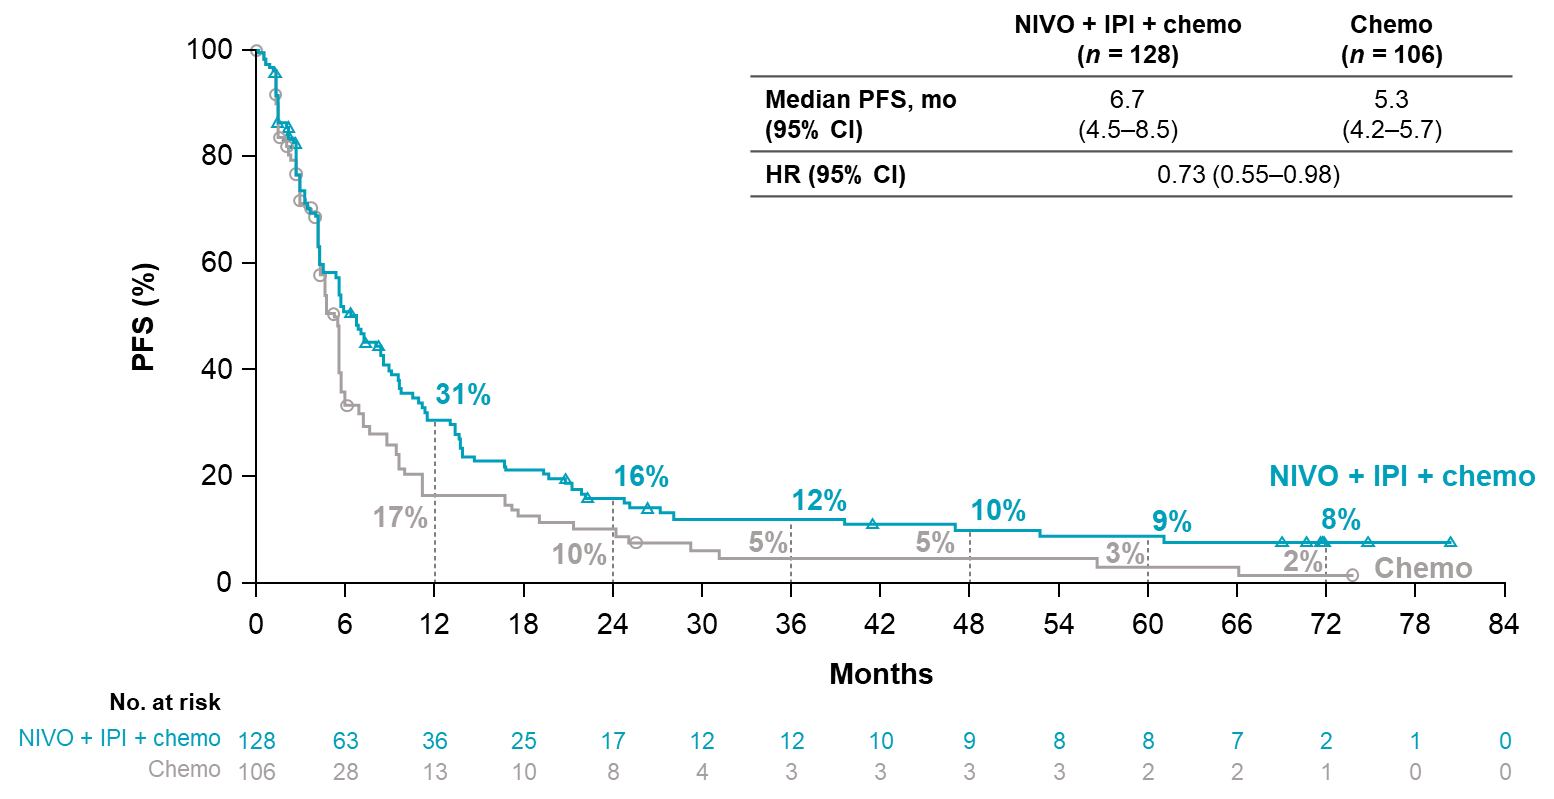 NIVO + IPI + chemo Chemo
(n = 128) (n = 106)
Median PFS, mo 6.7 5.3
(95% CI) (4.5–8.5) (4.2–5.7)
HR (95% CI) 0.73 (0.55–0.98)
PFS (%)
100
80
60
40
20
0
31%
16%
12%
10%
9%
8%
NIVO + IPI + chemo
17%
10%
5%
5%
3%
2%
Chemo
0 6 12 18 24 30 36 42 48 54 60 66 72 78 84
Months
No. at risk
NIVO + IPI + chemo 128 63 36 25 17 12 12 10 9 8 8 7 2 1 0
Chemo 106 28 13 10 8 4 3 3 3 3 2 2 1 0 0